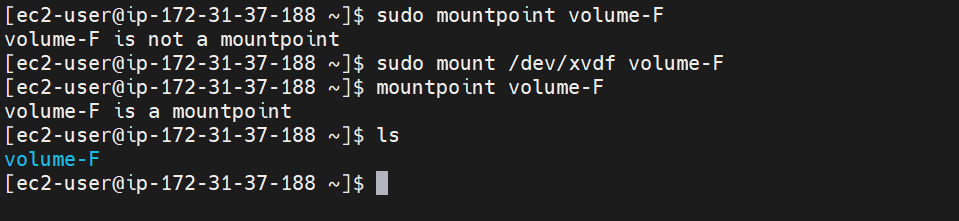 [ec2-user@ip-172-31-37-188 ~]$ sudo mountpoint volume-F
volume-F is not a mountpoint
[ec2-user@ip-172-31-37-188 ~]$ sudo mount /dev/xvdf volume-F
[ec2-user@ip-172-31-37-188 ~]$ mountpoint volume-F
volume-F is a mountpoint
[ec2-user@ip-172-31-37-188 ~]$ ls
volume-F
[ec2-user@ip-172-31-37-188 ~]$